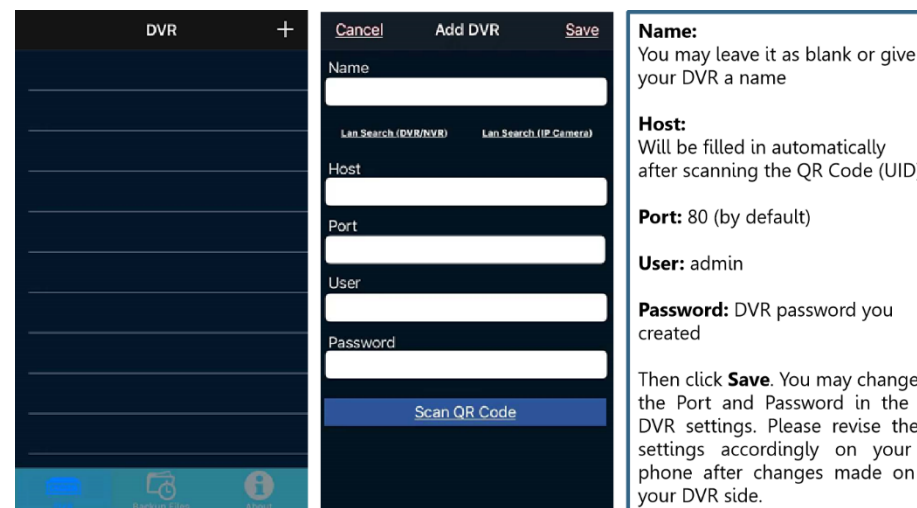 DVR +
Backup Files
About
Cancel Add DVR Save
Name
Lan Search (DVR/NVR) Lan Search (IP Camera)
Host
Port
User
Password
Scan QR Code
Name:
You may leave it as blank or give
your DVR a name
Host:
Will be filled in automatically
after scanning the QR Code (UID)
Port: 80 (by default)
User: admin
Password: DVR password you
created
Then click Save. You may change
the Port and Password in the
DVR settings. Please revise the
settings accordingly on your
phone after changes made on
your DVR side.